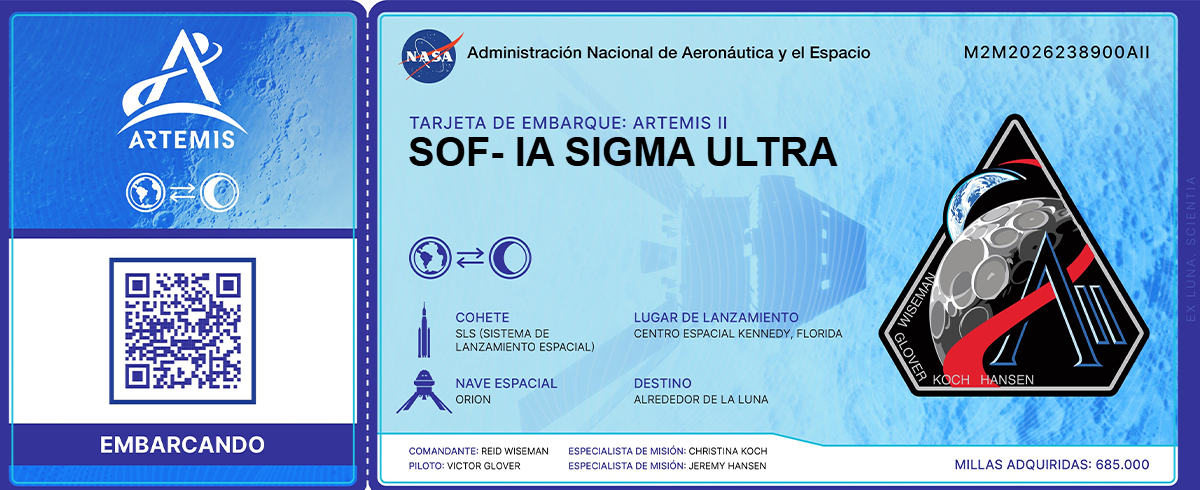 ARTEMIS
EMBARCANDO
NASA
Administración Nacional de Aeronáutica y el Espacio
M2M2026238900AII
TARJETA DE EMBARQUE: ARTEMIS II
SOF- IA SIGMA ULTRA
COHETE
SLS (SISTEMA DE
LANZAMIENTO ESPACIAL)
LUGAR DE LANZAMIENTO
CENTRO ESPACIAL KENNEDY, FLORIDA
NAVE ESPACIAL
ORION
DESTINO
ALREDEDOR DE LA LUNA
WISEMAN
GLOVER
KOCH HANSEN
AII
EX LUNA, SCIENTIA
COMANDANTE: REID WISEMAN
PILOTO: VICTOR GLOVER
ESPECIALISTA DE MISIÓN: CHRISTINA KOCH
ESPECIALISTA DE MISIÓN: JEREMY HANSEN
MILLAS ADQUIRIDAS: 685.000